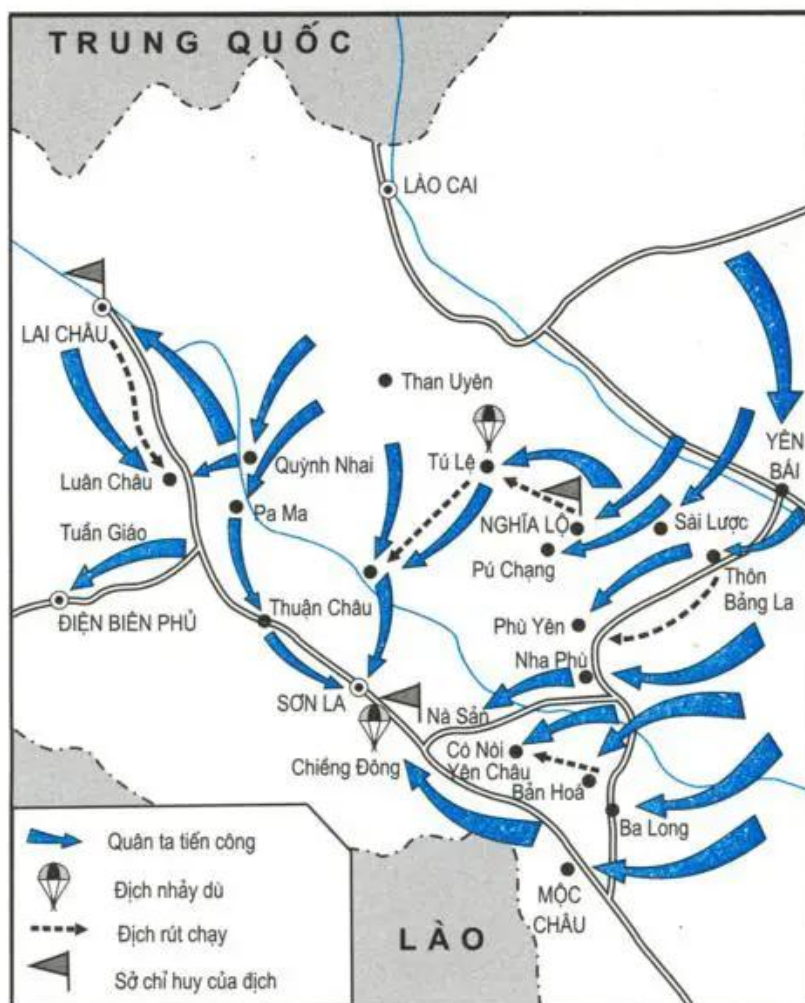 TRUNG QUỐC
LÀO CAI
LAI CHÂU
Than Uyên
YÊN
BÁI
Quỳnh Nhai
Tú Lệ
Luân Châu
Pa Ma
NGHĨA LỘ
Sài Lược
Tuần Giáo
Pú Chạng
Thôn
Bảng La
ĐIỆN BIÊN PHỦ
Thuận Châu
Phù Yên
Nha Phù
SƠN LA
Nà Sản
Chiềng Đông
Cò Nòi
Yên Châu
Bản Hoá
Ba Long
MỘC
CHÂU
LÀO
Quân ta tiến công
Địch nhảy dù
Địch rút chạy
Sở chỉ huy của địch